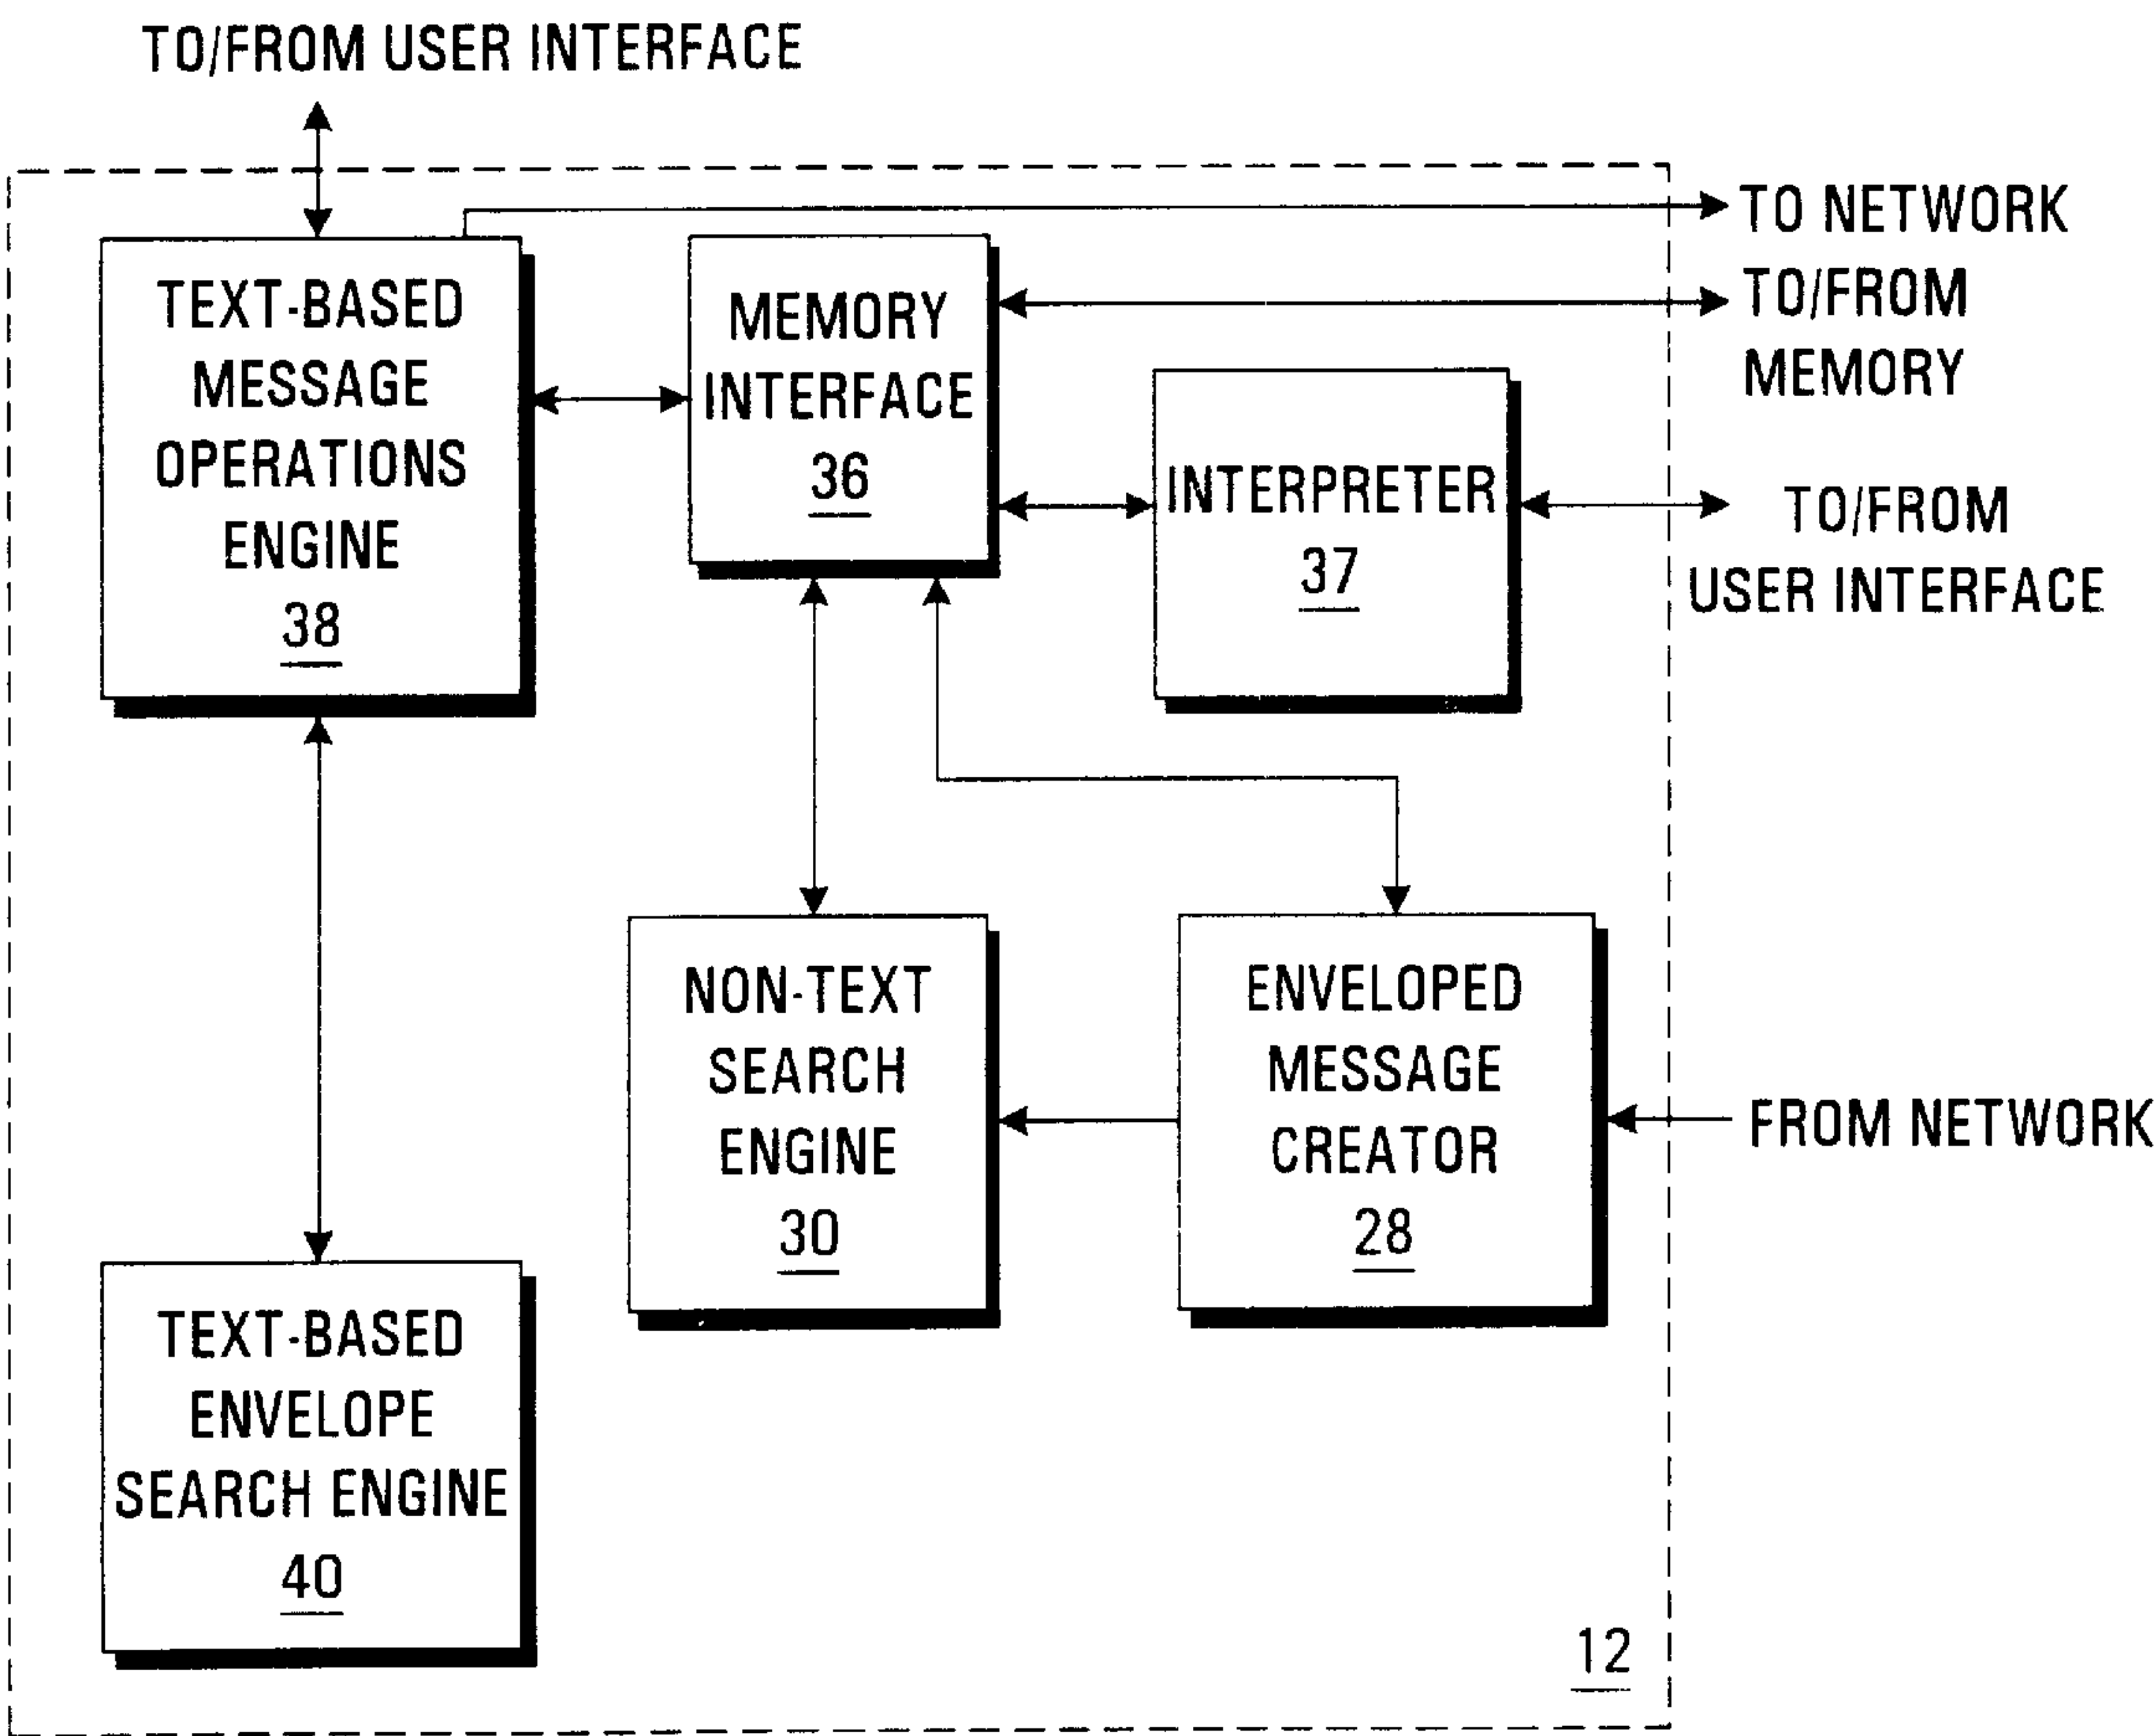 TO/FROM USER INTERFACE
TO NETWORK
TO/FROM
MEMORY
TEXT-BASED
MESSAGE
OPERATIONS
ENGINE
38
MEMORY
INTERFACE
36
INTERPRETER
37
TO/FROM
USER INTERFACE
NON-TEXT
SEARCH
ENGINE
30
ENVELOPED
MESSAGE
CREATOR
28
FROM NETWORK
TEXT-BASED
ENVELOPE
SEARCH ENGINE
40
12